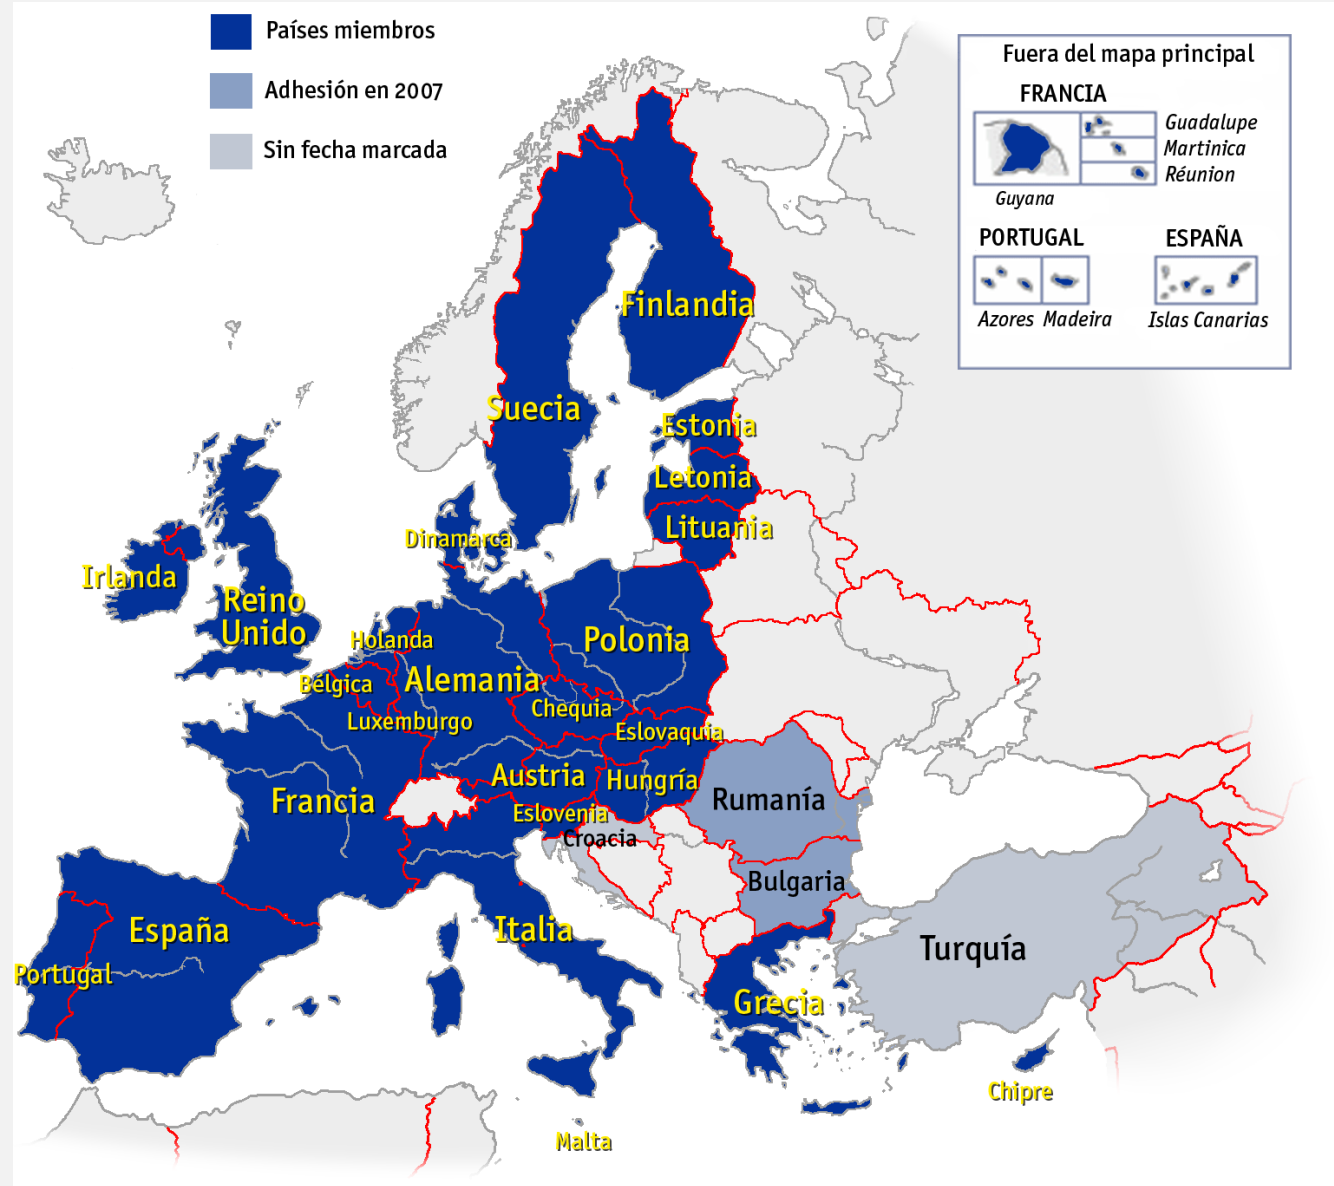 Países miembros
Adhesión en 2007
Sin fecha marcada
Fuera del mapa principal
FRANCIA
Guadalupe
Martinica
Réunion
Guyana
PORTUGAL
ESPAÑA
Azores
Madeira
Islas Canarias
Finlandia
Suecia
Estonia
Letonia
Lituania
Dinamarca
Irlanda
Reino
Unido
Holanda
Polonia
Bélgica
Alemania
Luxemburgo
Chequia
Eslovaquia
Austria
Hungría
Francia
Eslovenia
Croacia
Rumanía
Bulgaria
España
Italia
Portugal
Grecia
Turquía
Chipre
Malta